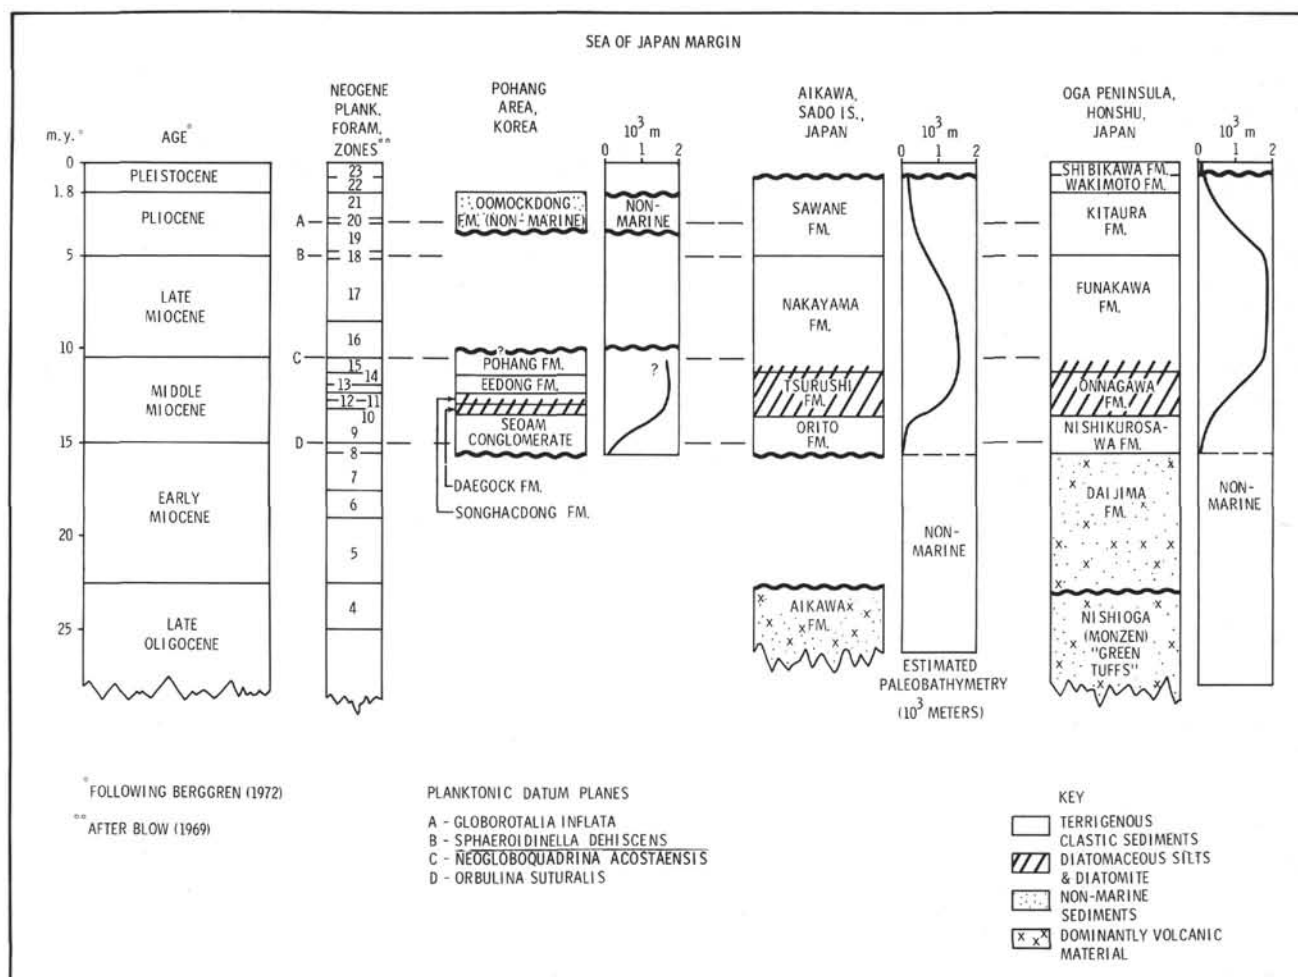 SEA OF JAPAN MARGIN
m.y.°
AGE°
NEOGENE
PLANK.
FORAM.
ZONES°°
POHANG
AREA,
KOREA
10³ m
0 1 2
AIKAWA,
SADO IS.,
JAPAN
10³ m
0 1 2
OGA PENINSULA,
HONSHU,
JAPAN
10³ m
0 1 2
0
1.8
5
10
15
20
25
PLEISTOCENE
PLIOCENE
LATE
MIOCENE
MIDDLE
MIOCENE
EARLY
MIOCENE
LATE
OLIGOCENE
23
22
21
20
19
18
17
16
15
14
13
12 11
10
9
8
7
6
5
4
A
B
C
D
OOMOCKDONG
FM. (NON-MARINE)
?
POHANG FM.
EEDONG FM.
SEOAM
CONGLOMERATE
DAEGOCK FM.
SONGHACDONG FM.
NON-
MARINE
?
SAWANE
FM.
NAKAYAMA
FM.
TSURUSHI
FM.
ORITO
FM.
AIKAWA
FM.
NON-
MARINE
ESTIMATED
PALEOBATHYMETRY
(10³ METERS)
SHIBIKAWA FM.
WAKIMOTO FM.
KITAURA
FM.
FUNAKAWA
FM.
ONNAGAWA
FM.
NISHIKUROSA-
WA FM.
DAIJIMA
FM.
NISHIOGA
(MONZEN)
"GREEN
TUFFS"
NON-
MARINE
°FOLLOWING BERGGREN (1972)
°°AFTER BLOW (1969)
PLANKTONIC DATUM PLANES
A - GLOBOROTALIA INFLATA
B - SPHAEROIDINELLA DEHISCENS
C - NEOGLOBOQUADRINA ACOSTAENSIS
D - ORBULINA SUTURALIS
KEY
TERRIGENOUS
CLASTIC SEDIMENTS
DIATOMACEOUS SILTS
& DIATOMITE
NON-MARINE
SEDIMENTS
DOMINANTLY VOLCANIC
MATERIAL